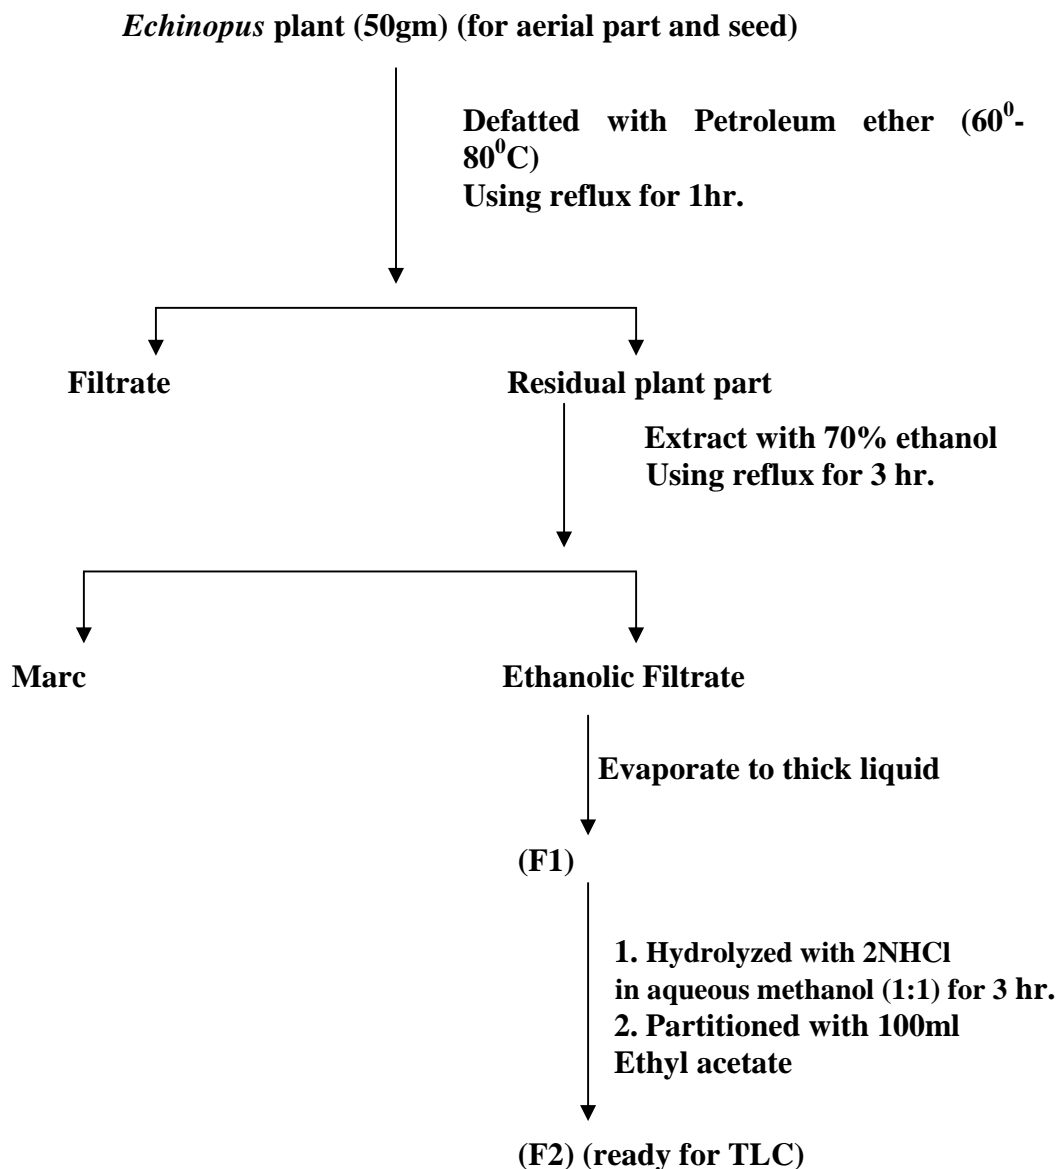 Echinopus plant (50gm) (for aerial part and seed)
Defatted with Petroleum ether (60⁰-
80⁰C)
Using reflux for 1hr.
Filtrate
Residual plant part
Extract with 70% ethanol
Using reflux for 3 hr.
Marc
Ethanolic Filtrate
Evaporate to thick liquid
(F1)
1. Hydrolyzed with 2NHCl
in aqueous methanol (1:1) for 3 hr.
2. Partitioned with 100ml
Ethyl acetate
(F2) (ready for TLC)